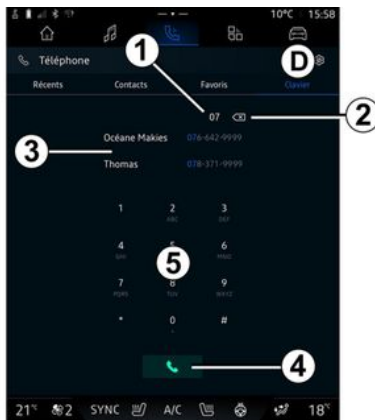 10°C 15:58
1
Téléphone
D
Récents Contacts Favoris Clavier
07
2
3
Océane Makies 076-642-9999
Thomas 078-371-9999
1 2 3
ABC DEF
4 5 6
GHI MNO
7 8 9
PQRS TUV WXYZ
* 0 #
4
21°C 2 SYNC A/C 18°C